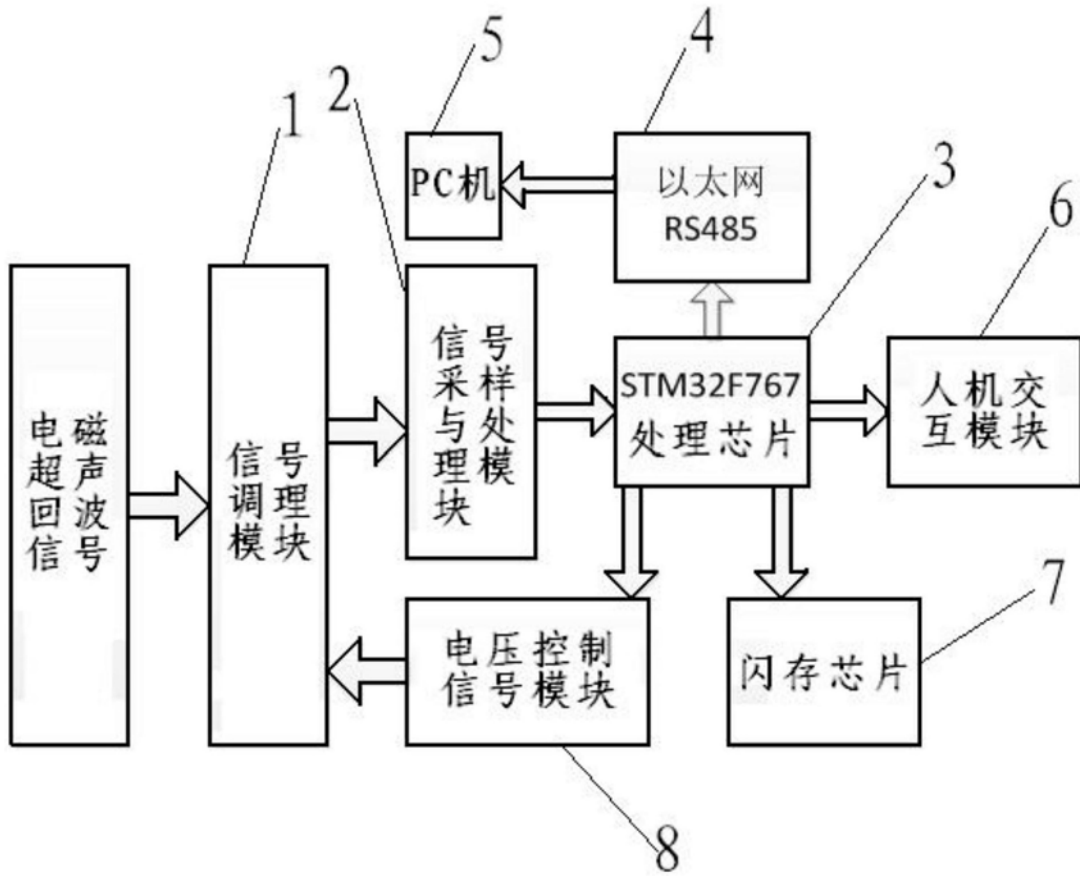 5
4
2
1
3
6
PC机
以太网
RS485
信号
采样
与处
理模
块
STM32F767
处理芯片
人机交
互模块
电磁
超声
回波
信号
信号
调理
模块
7
电压控制
信号模块
闪存芯片
8